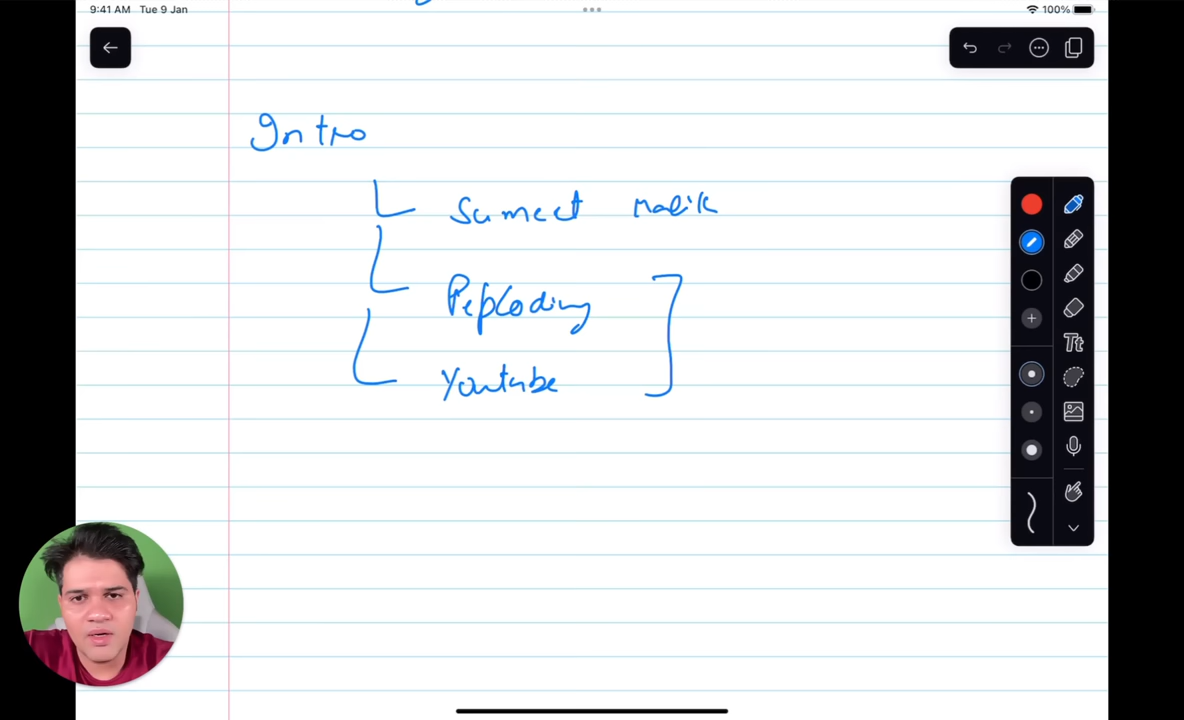 9:41 AM Tue 9 Jan
100%
Intro
Sumeet Malik
Pepcoding
Youtube
Tt